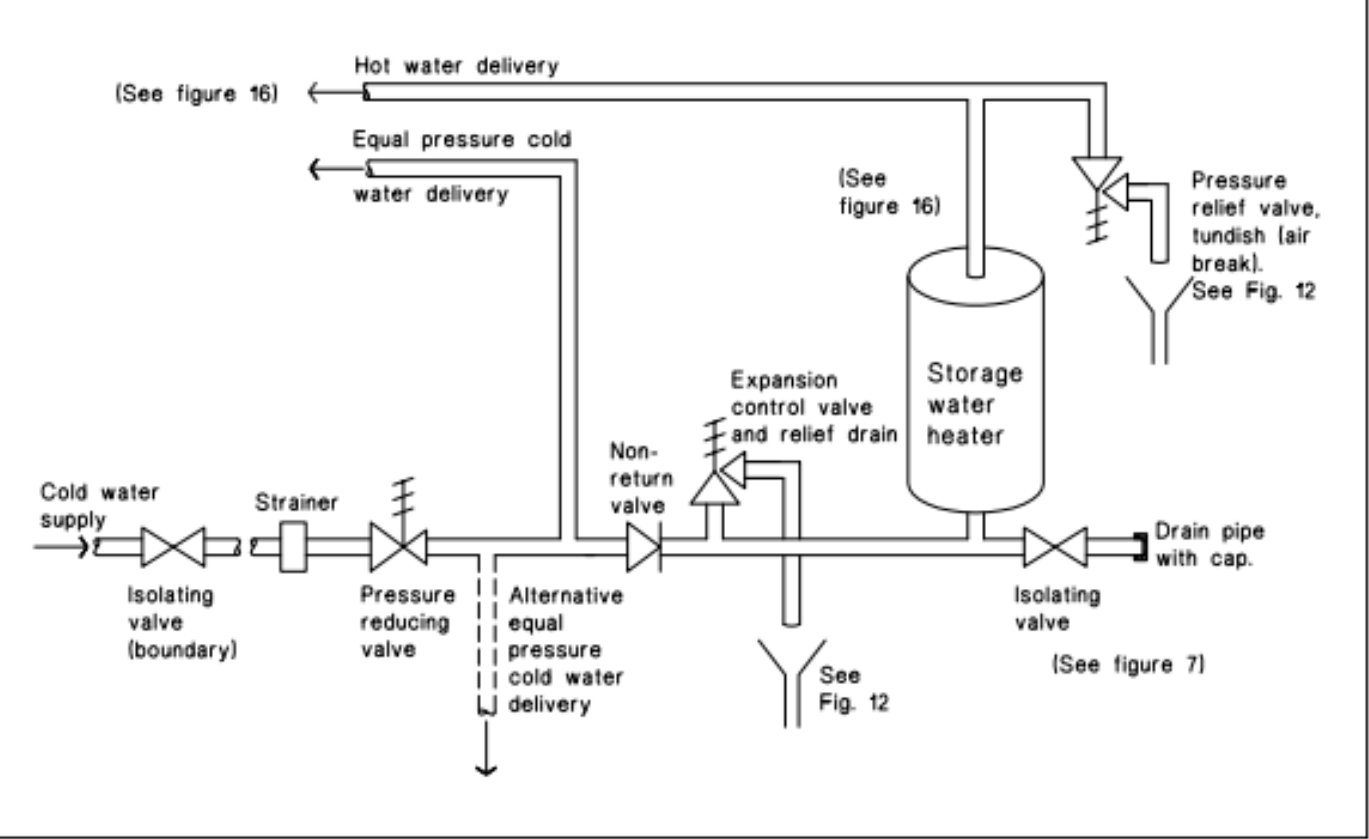 Hot water delivery
(See figure 16)
Equal pressure cold
water delivery
(See
figure 16)
Pressure
relief valve,
tundish (air
break).
See Fig. 12
Storage
water
heater
Expansion
control valve
and relief drain
Non-
return
valve
Cold water
supply
Strainer
Drain pipe
with cap.
Isolating
valve
(boundary)
Pressure
reducing
valve
Alternative
equal
pressure
cold water
delivery
Isolating
valve
(See figure 7)
See
Fig. 12